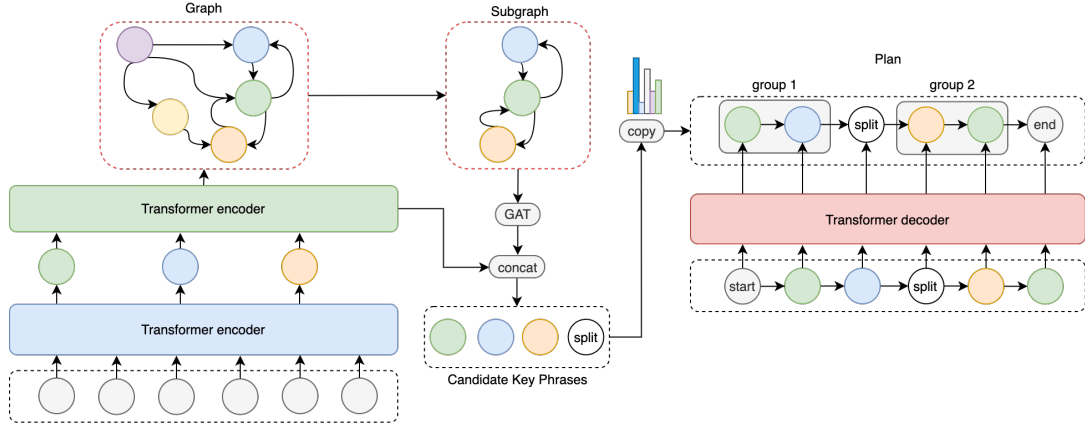 Graph
Subgraph
Plan
group 1
group 2
copy
split
end
Transformer encoder
GAT
Transformer decoder
concat
start
split
Transformer encoder
split
Candidate Key Phrases